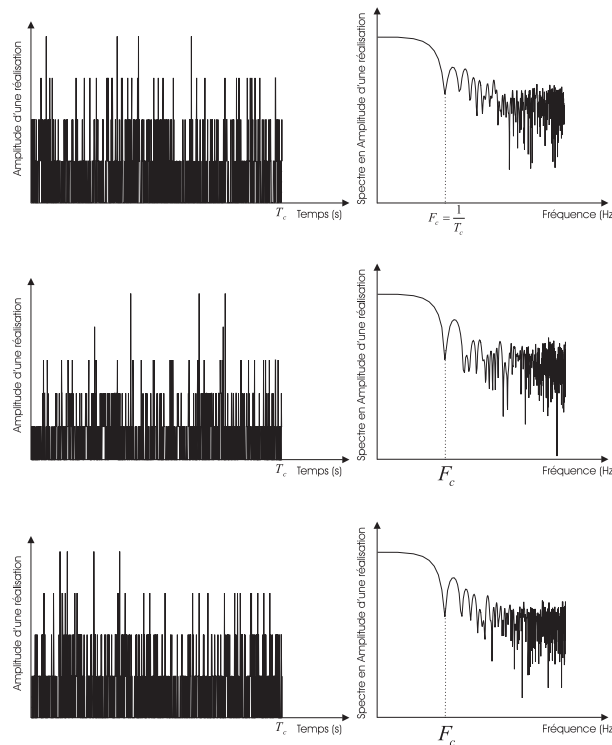 Amplitude d'une réalisation
T_c Temps (s)
Spectre en Amplitude d'une réalisation
F_c = 1/T_c
Fréquence (Hz
Amplitude d'une réalisation
T_c Temps (s)
Spectre en Amplitude d'une réalisation
F_c
Fréquence (Hz
Amplitude d'une réalisation
T_c Temps (s)
Spectre en Amplitude d'une réalisation
F_c
Fréquence (Hz